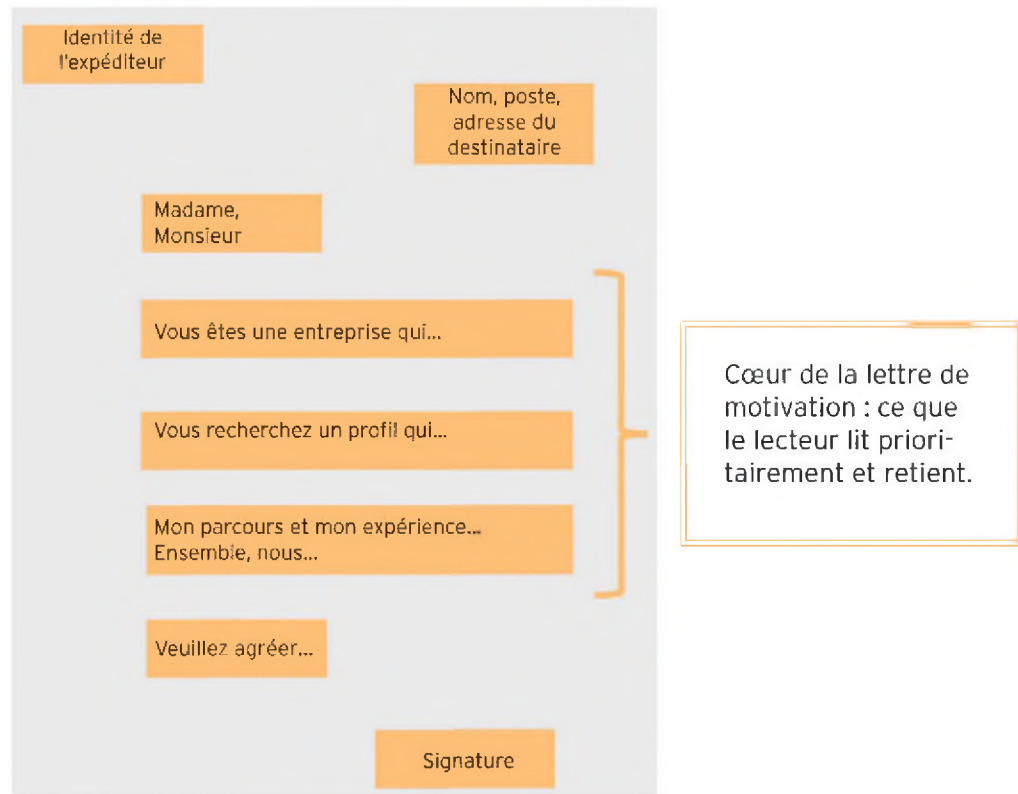 Identité de
l'expéditeur
Nom, poste,
adresse du
destinataire
Madame,
Monsieur
Vous êtes une entreprise qui...
Vous recherchez un profil qui...
Mon parcours et mon expérience...
Ensemble, nous...
Veuillez agréer...
Signature
Cœur de la lettre de
motivation : ce que
le lecteur lit priori-
tairement et retient.